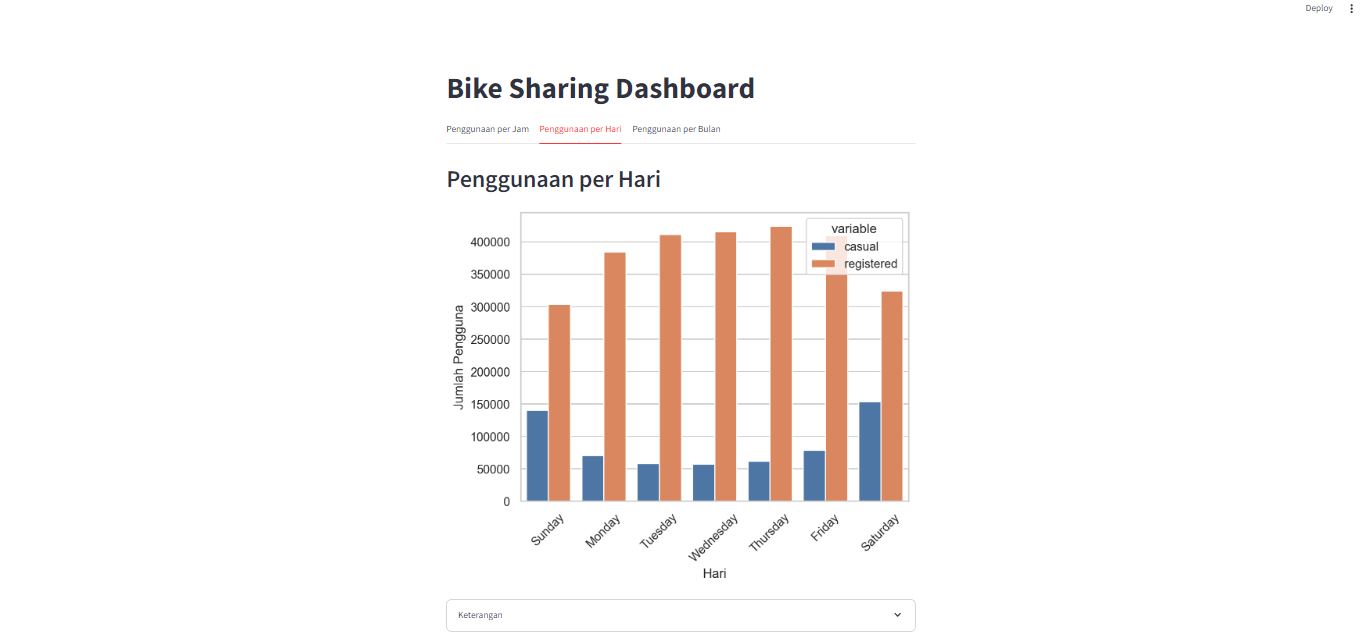 Deploy
Bike Sharing Dashboard
Penggunaan per Jam Penggunaan per Hari Penggunaan per Bulan
Penggunaan per Hari
variable
casual
registered
400000
350000
300000
250000
200000
150000
100000
50000
0
Jumlah Pengguna
Sunday Monday Tuesday Wednesday Thursday Friday Saturday
Hari
Keterangan